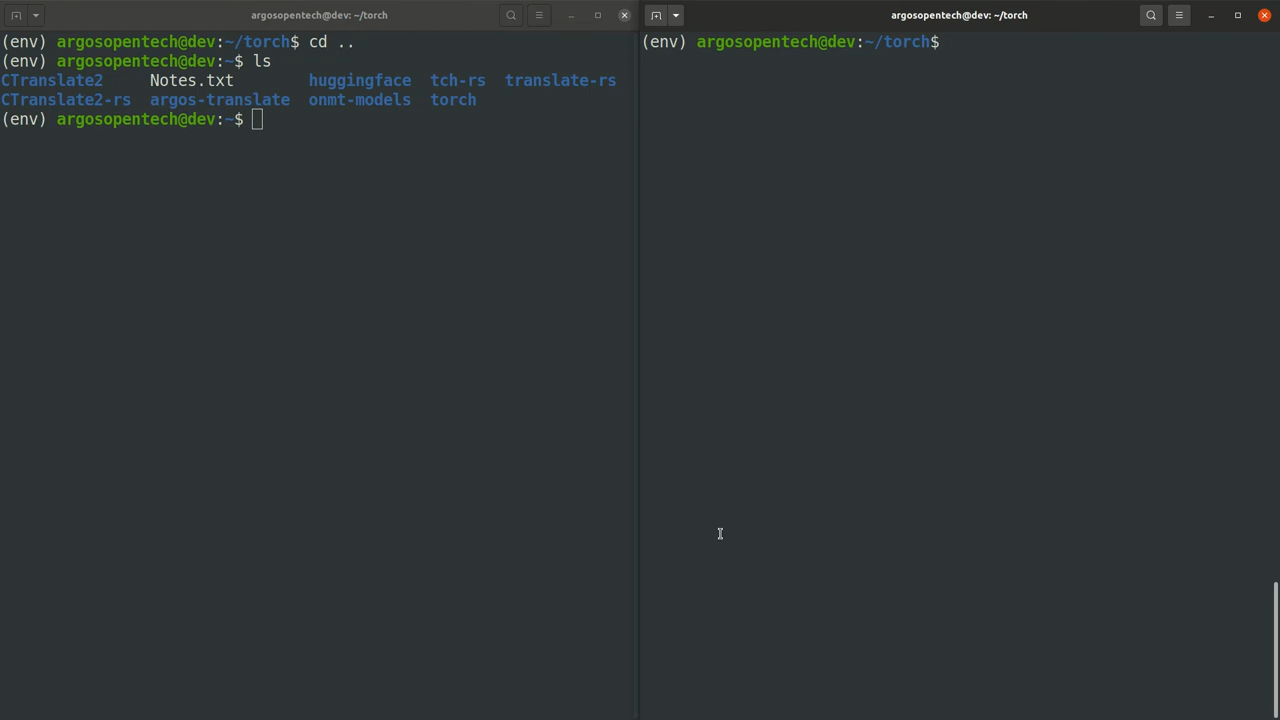 argosopentech@dev: ~/torch
(env) argosopentech@dev:~/torch$ cd ..
(env) argosopentech@dev:~$ ls
CTranslate2     Notes.txt        huggingface  tch-rs  translate-rs
CTranslate2-rs  argos-translate  onmt-models  torch
(env) argosopentech@dev:~$
argosopentech@dev: ~/torch
(env) argosopentech@dev:~/torch$